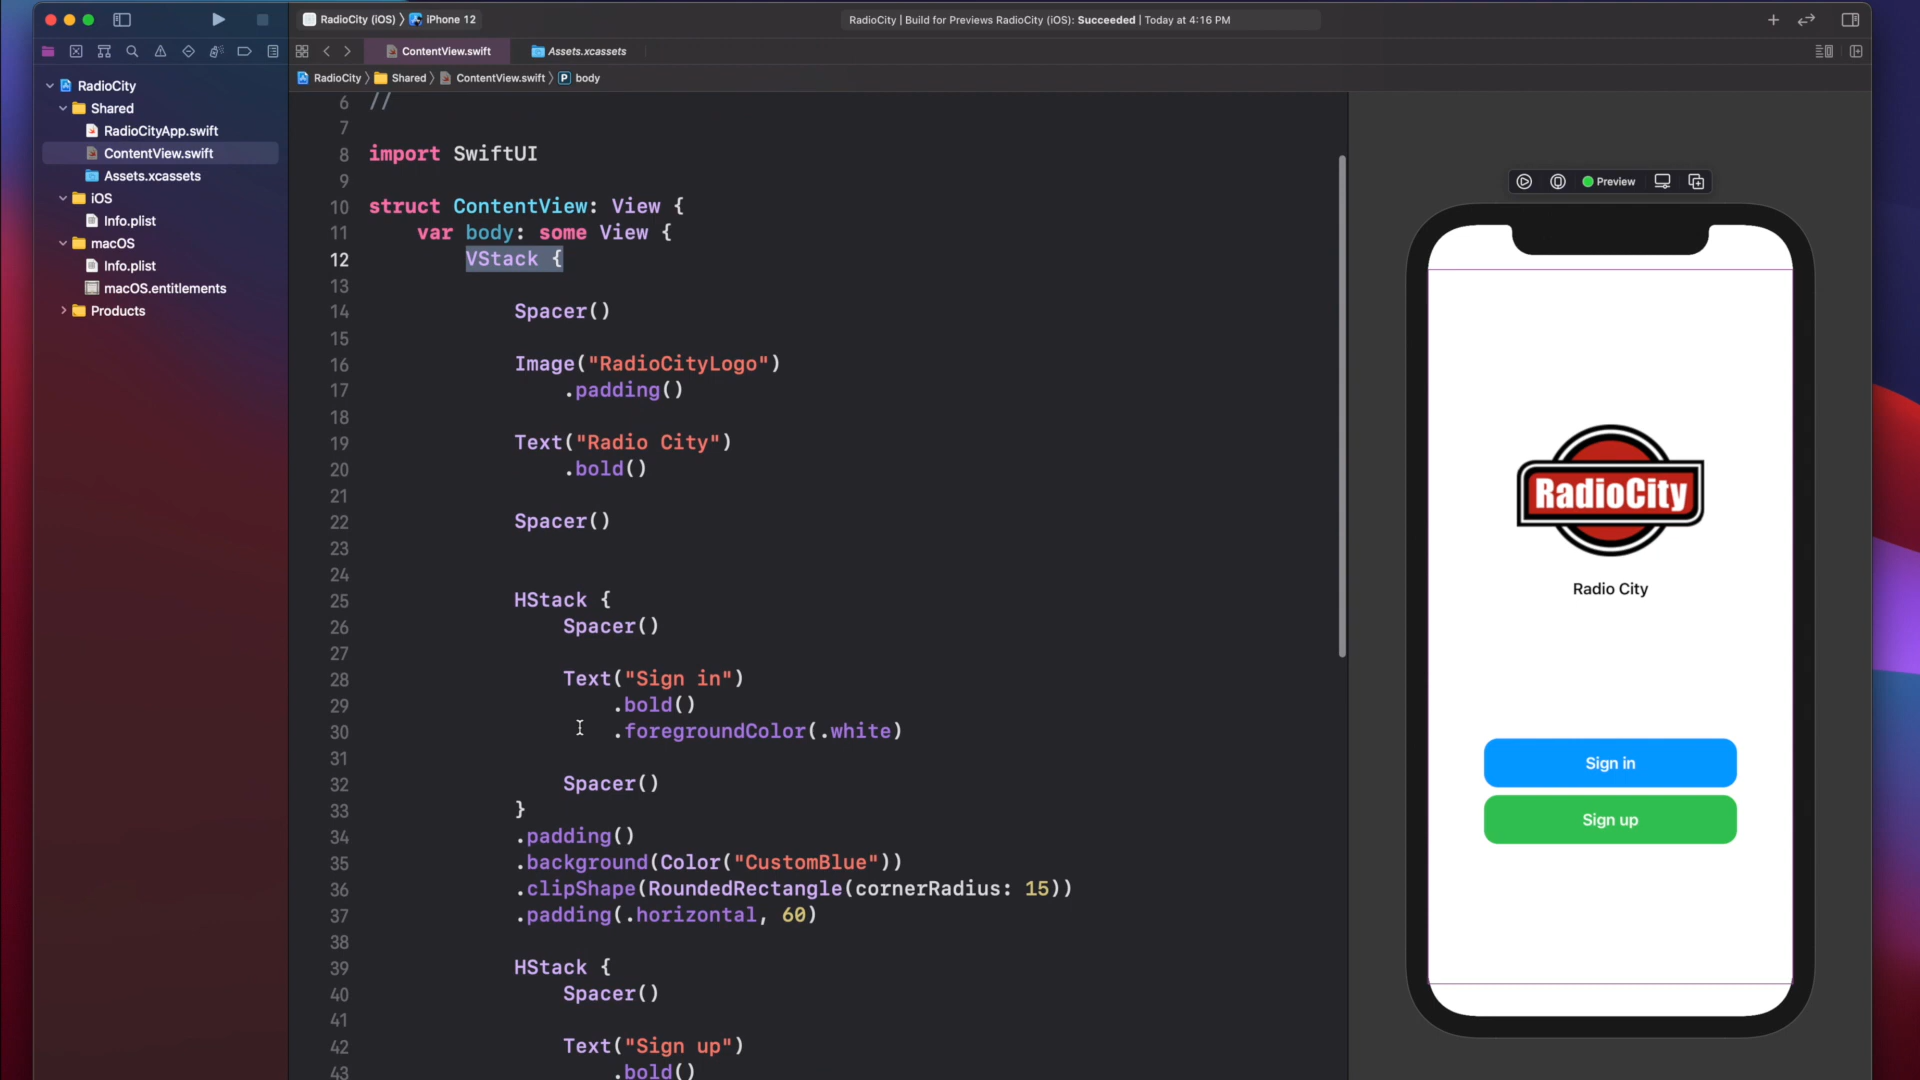 RadioCity (iOS) 〉 iPhone 12
RadioCity | Build for Previews RadioCity (iOS): Succeeded | Today at 4:16 PM
ContentView.swift
Assets.xcassets
RadioCity 〉 Shared 〉 ContentView.swift 〉 P body
RadioCity
Shared
RadioCityApp.swift
ContentView.swift
Assets.xcassets
iOS
Info.plist
macOS
Info.plist
macOS.entitlements
Products
6 //
7
8 import SwiftUI
9
10 struct ContentView: View {
11 var body: some View {
12 VStack {
13
14 Spacer()
15
16 Image("RadioCityLogo")
17 .padding()
18
19 Text("Radio City")
20 .bold()
21
22 Spacer()
23
24
25 HStack {
26 Spacer()
27
28 Text("Sign in")
29 .bold()
30 .foregroundColor(.white)
31
32 Spacer()
33 }
34 .padding()
35 .background(Color("CustomBlue"))
36 .clipShape(RoundedRectangle(cornerRadius: 15))
37 .padding(.horizontal, 60)
38
39 HStack {
40 Spacer()
41
42 Text("Sign up")
43 .bold()
Preview
RadioCity
Radio City
Sign in
Sign up